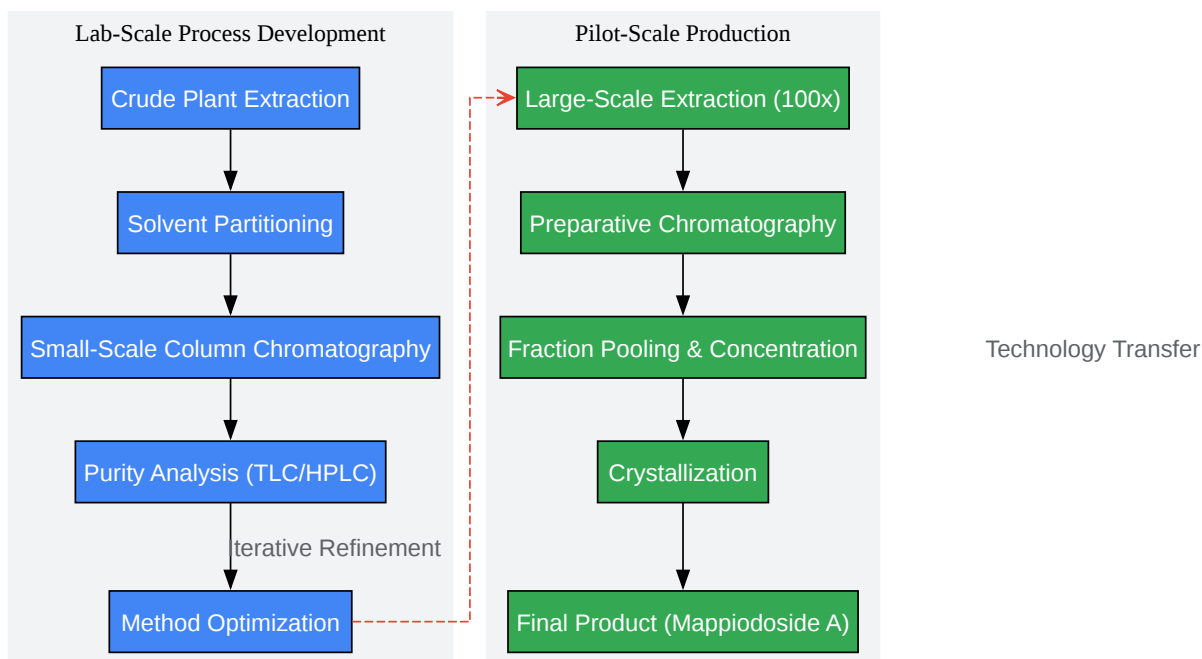 Lab-Scale Process Development
Crude Plant Extraction
Solvent Partitioning
Small-Scale Column Chromatography
Purity Analysis (TLC/HPLC)
Iterative Refinement
Method Optimization
Pilot-Scale Production
Large-Scale Extraction (100x)
Preparative Chromatography
Fraction Pooling & Concentration
Crystallization
Final Product (Mappiodoside A)
Technology Transfer